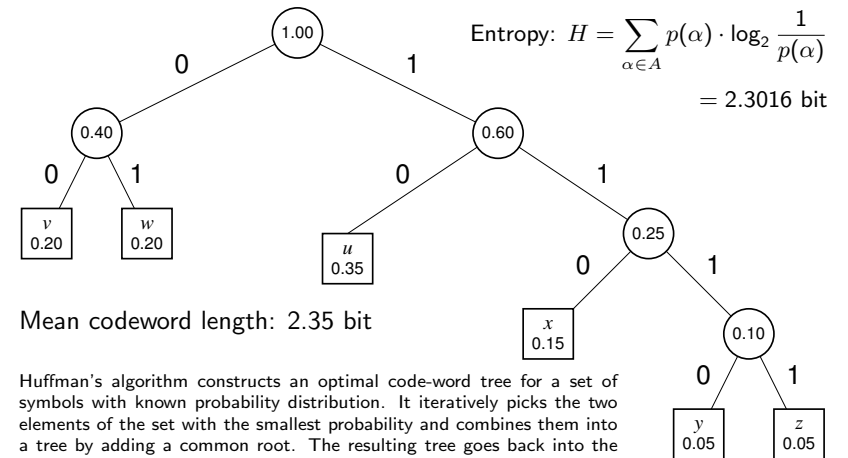 1.00
Entropy: H = ∑α∈A p(α) · log2 1/p(α)
= 2.3016 bit
0
1
0.40
0.60
0
1
0
1
v
0.20
w
0.20
u
0.35
0.25
0
1
Mean codeword length: 2.35 bit
x
0.15
0.10
0
1
Huffman's algorithm constructs an optimal code-word tree for a set of
symbols with known probability distribution. It iteratively picks the two
elements of the set with the smallest probability and combines them into
a tree by adding a common root. The resulting tree goes back into the
y
0.05
z
0.05